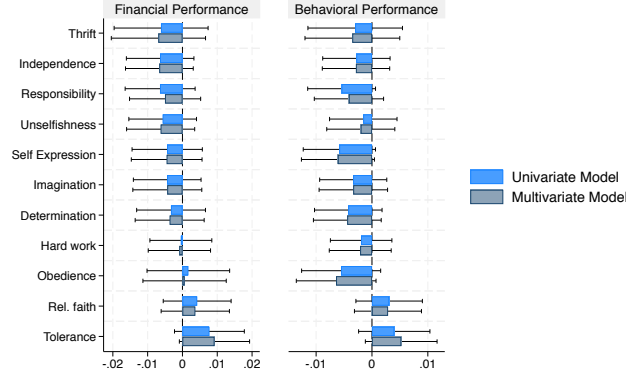 Financial Performance
Behavioral Performance
Thrift
Independence
Responsibility
Unselfishness
Self Expression
Imagination
Determination
Hard work
Obedience
Rel. faith
Tolerance
-.02 -.01 0 .01 .02
-.01 0 .01
Univariate Model
Multivariate Model